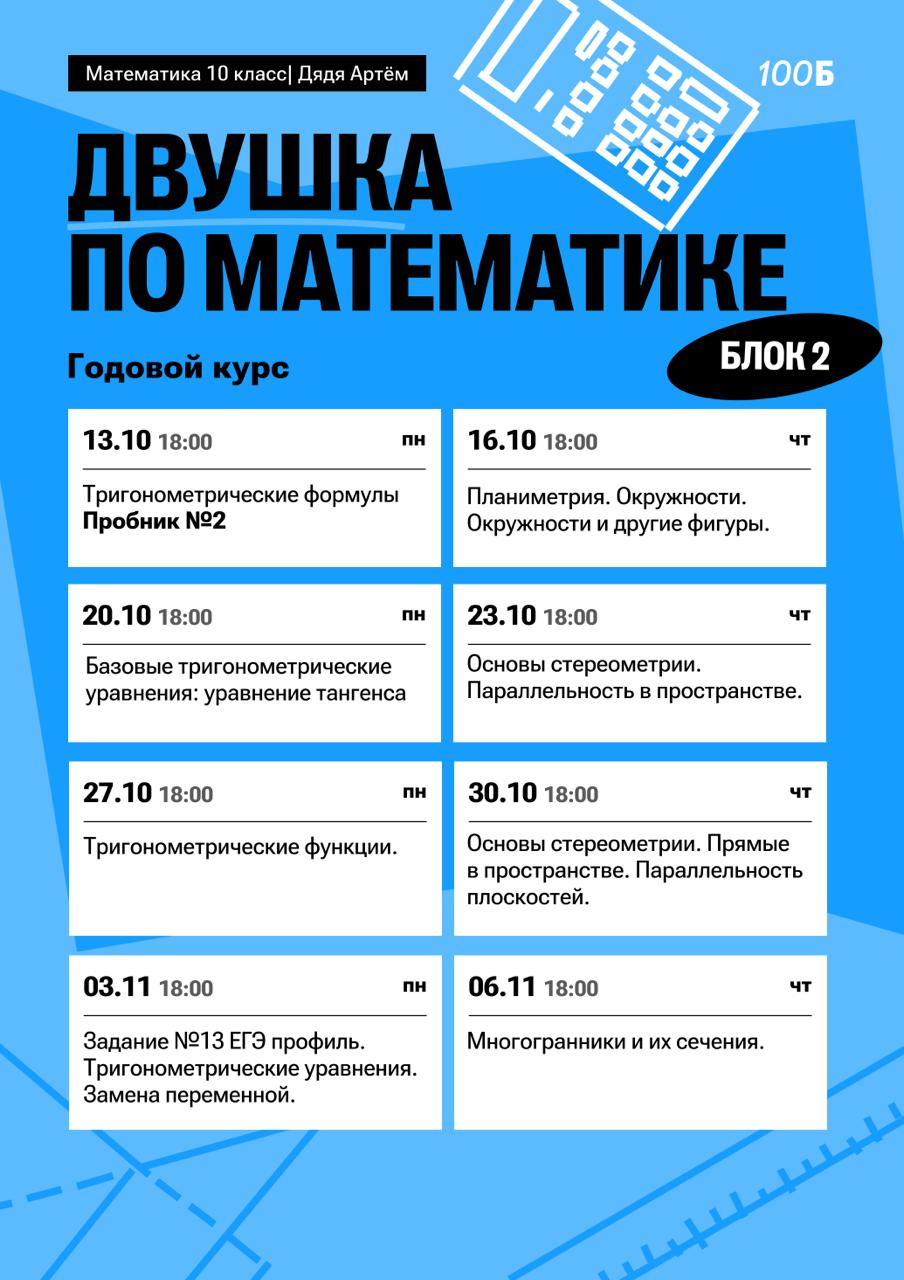 Математика 10 класс| Дядя Артём
100Б
ДВУШКА
ПО МАТЕМАТИКЕ
Годовой курс
БЛОК 2
13.10 18:00 пн
Тригонометрические формулы
Пробник №2
16.10 18:00 чт
Планиметрия. Окружности.
Окружности и другие фигуры.
20.10 18:00 пн
Базовые тригонометрические
уравнения: уравнение тангенса
23.10 18:00 чт
Основы стереометрии.
Параллельность в пространстве.
27.10 18:00 пн
Тригонометрические функции.
30.10 18:00 чт
Основы стереометрии. Прямые
в пространстве. Параллельность
плоскостей.
03.11 18:00 пн
Задание №13 ЕГЭ профиль.
Тригонометрические уравнения.
Замена переменной.
06.11 18:00 чт
Многогранники и их сечения.